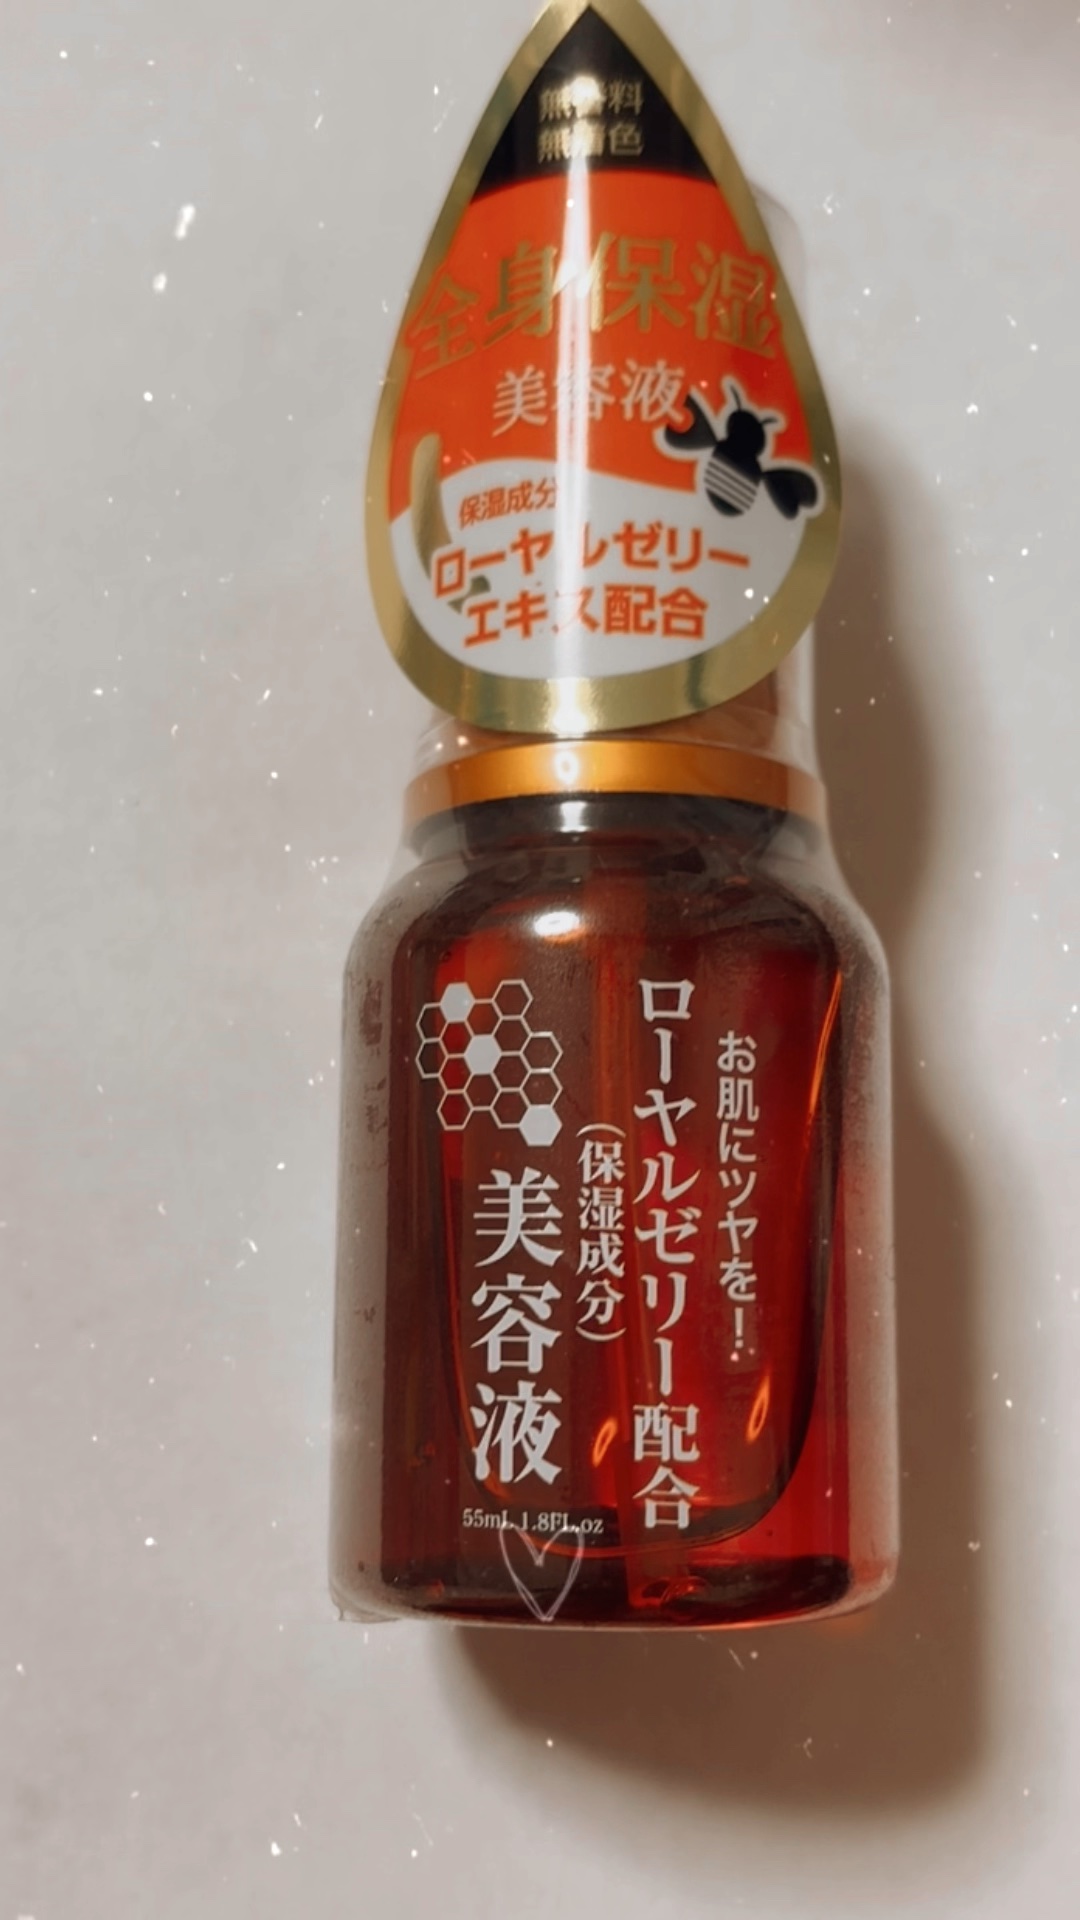 無香料
無着色
全身保湿
美容液
保湿成分
ローヤルゼリー
エキス配合
お肌にツヤを!
ローヤルゼリー配合
(保湿成分)
美容液
55mL 1.8FL.oz